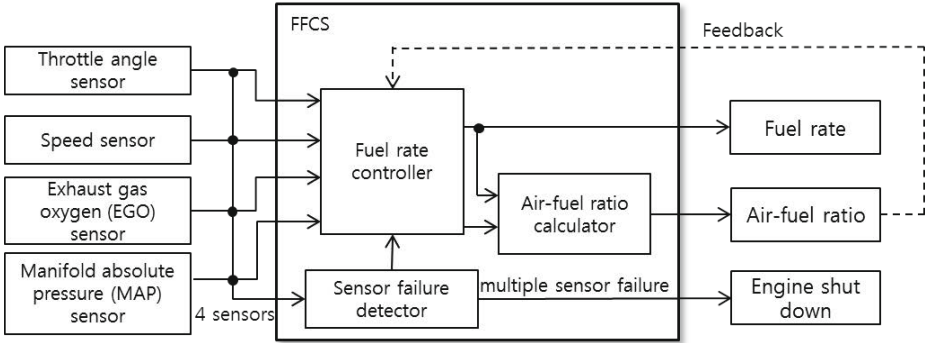 FFCS
Feedback
Throttle angle
sensor
Speed sensor
Exhaust gas
oxygen (EGO)
sensor
Manifold absolute
pressure (MAP)
sensor
4 sensors
Fuel rate
controller
Air-fuel ratio
calculator
Sensor failure
detector
multiple sensor failure
Fuel rate
Air-fuel ratio
Engine shut
down